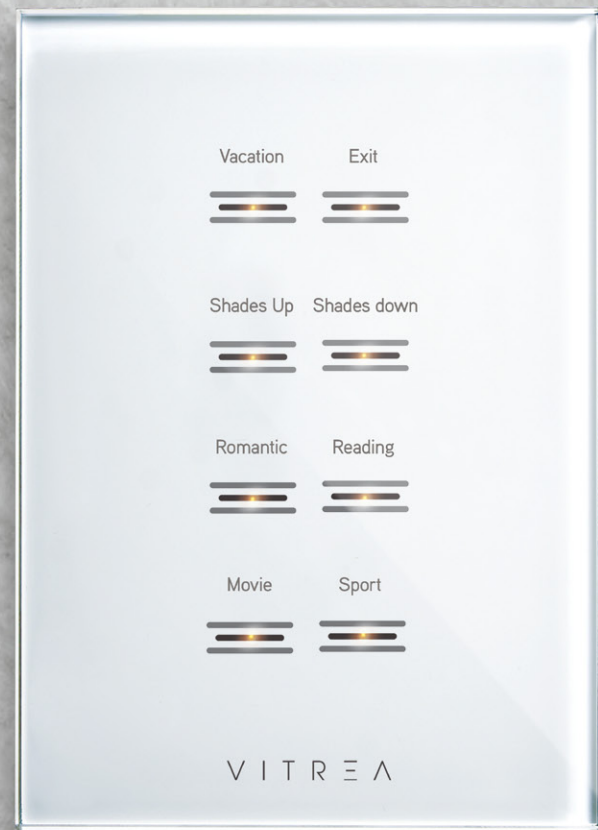 Vacation Exit
Shades Up Shades down
Romantic Reading
Movie Sport
VITREA